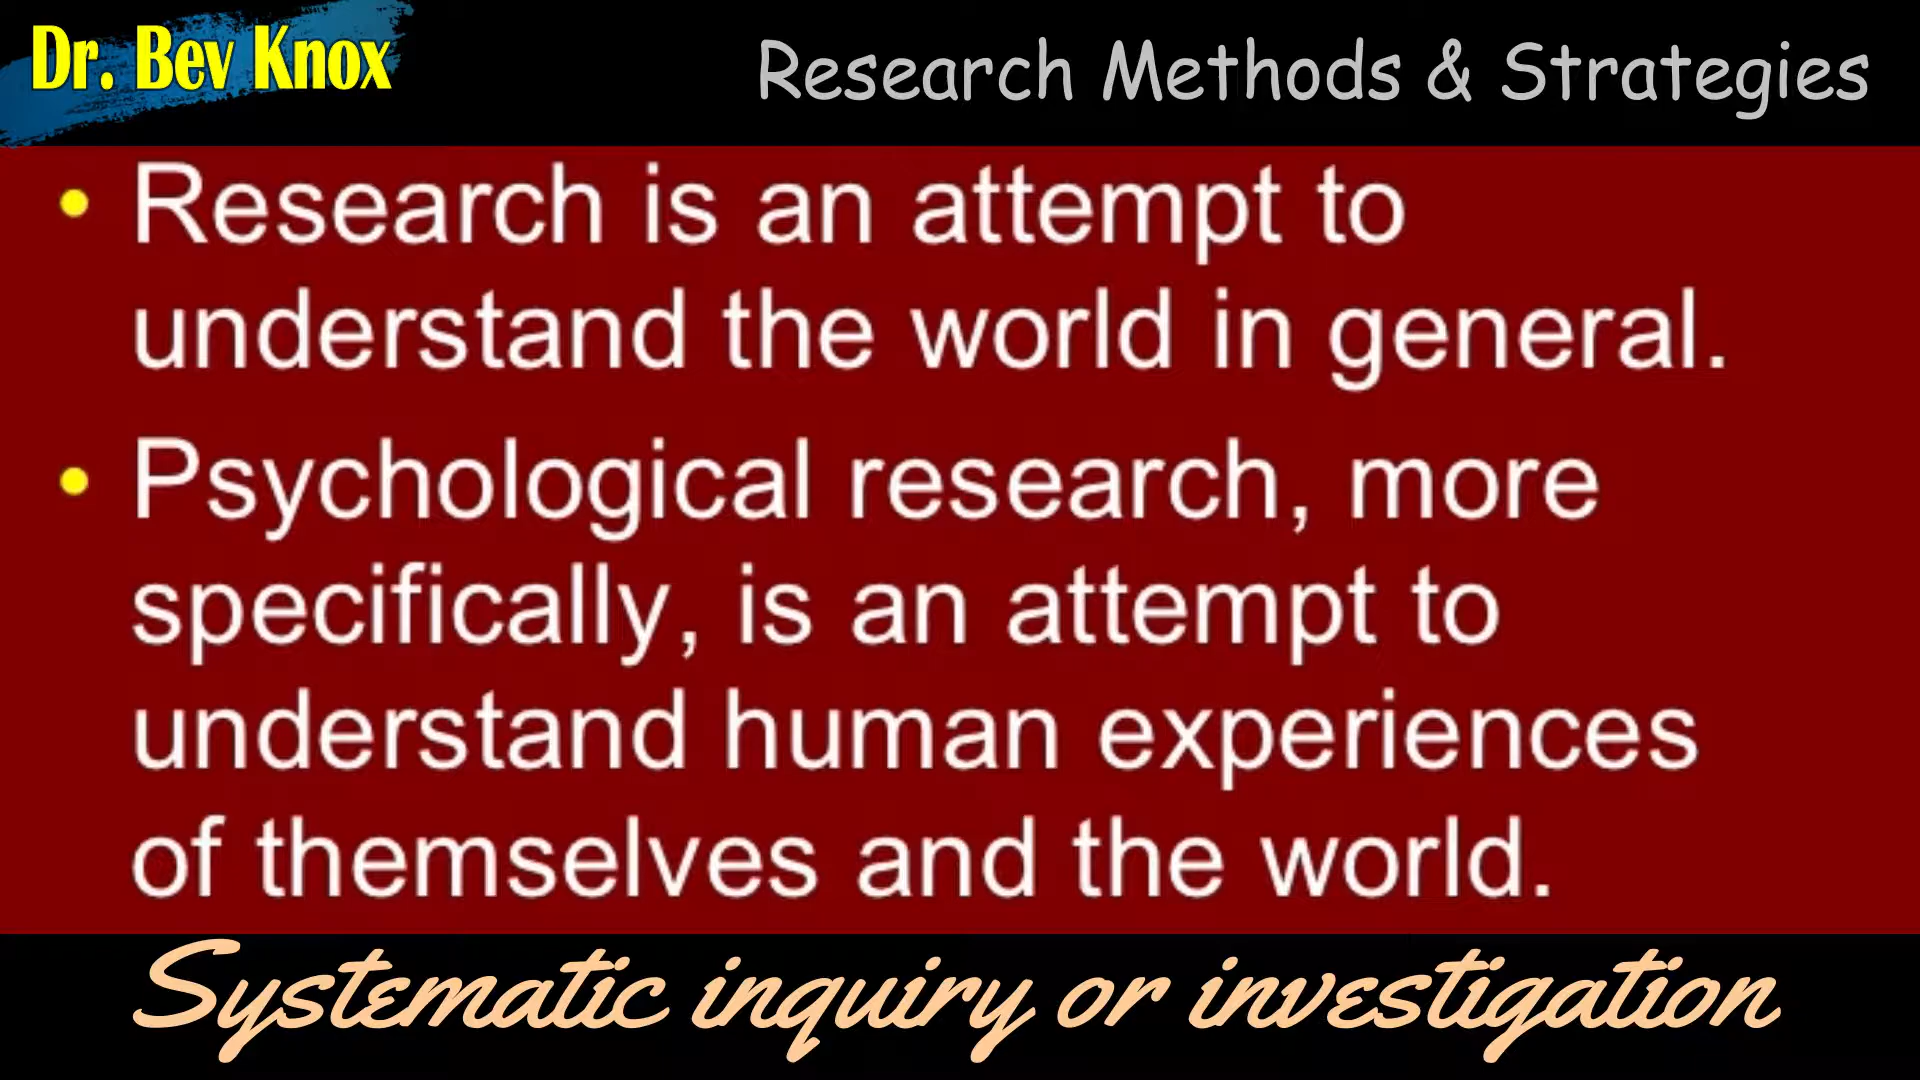 Dr. Bev Knox
Research Methods & Strategies
• Research is an attempt to
understand the world in general.
• Psychological research, more
specifically, is an attempt to
understand human experiences
of themselves and the world.
Systematic inquiry or investigation